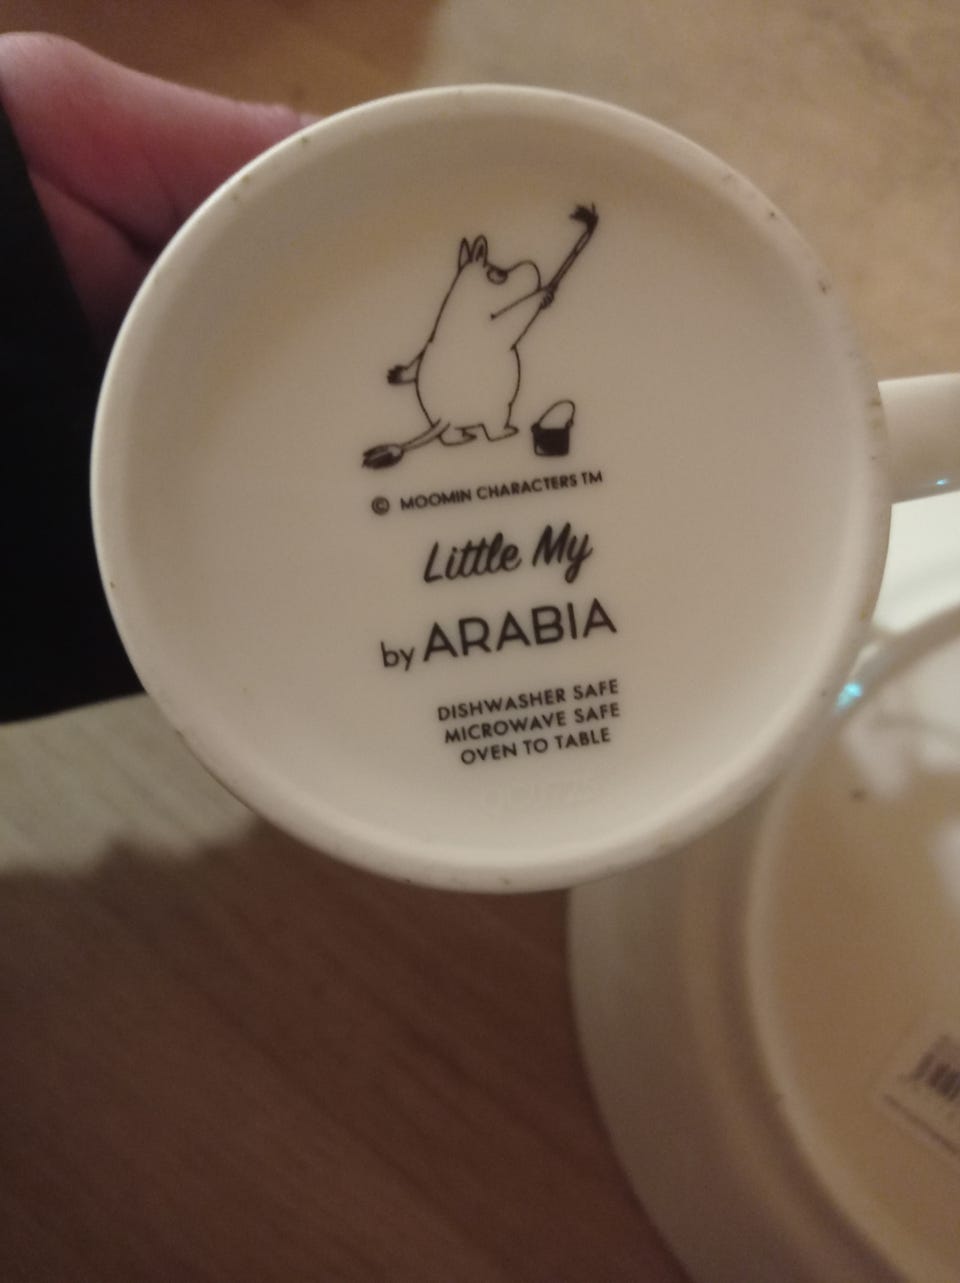 © MOOMIN CHARACTERS TM
Little My
by ARABIA
DISHWASHER SAFE
MICROWAVE SAFE
OVEN TO TABLE